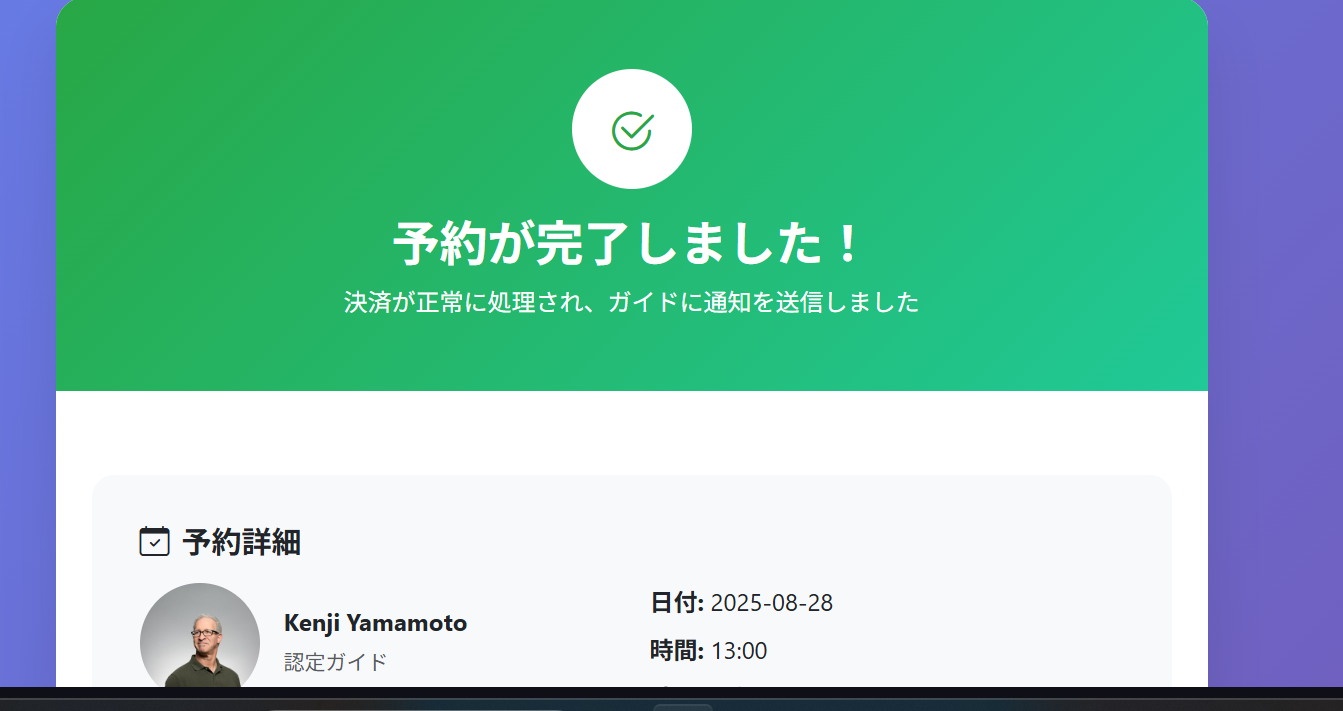 予約が完了しました！
決済が正常に処理され、ガイドに通知を送信しました
予約詳細
Kenji Yamamoto
認定ガイド
日付: 2025-08-28
時間: 13:00